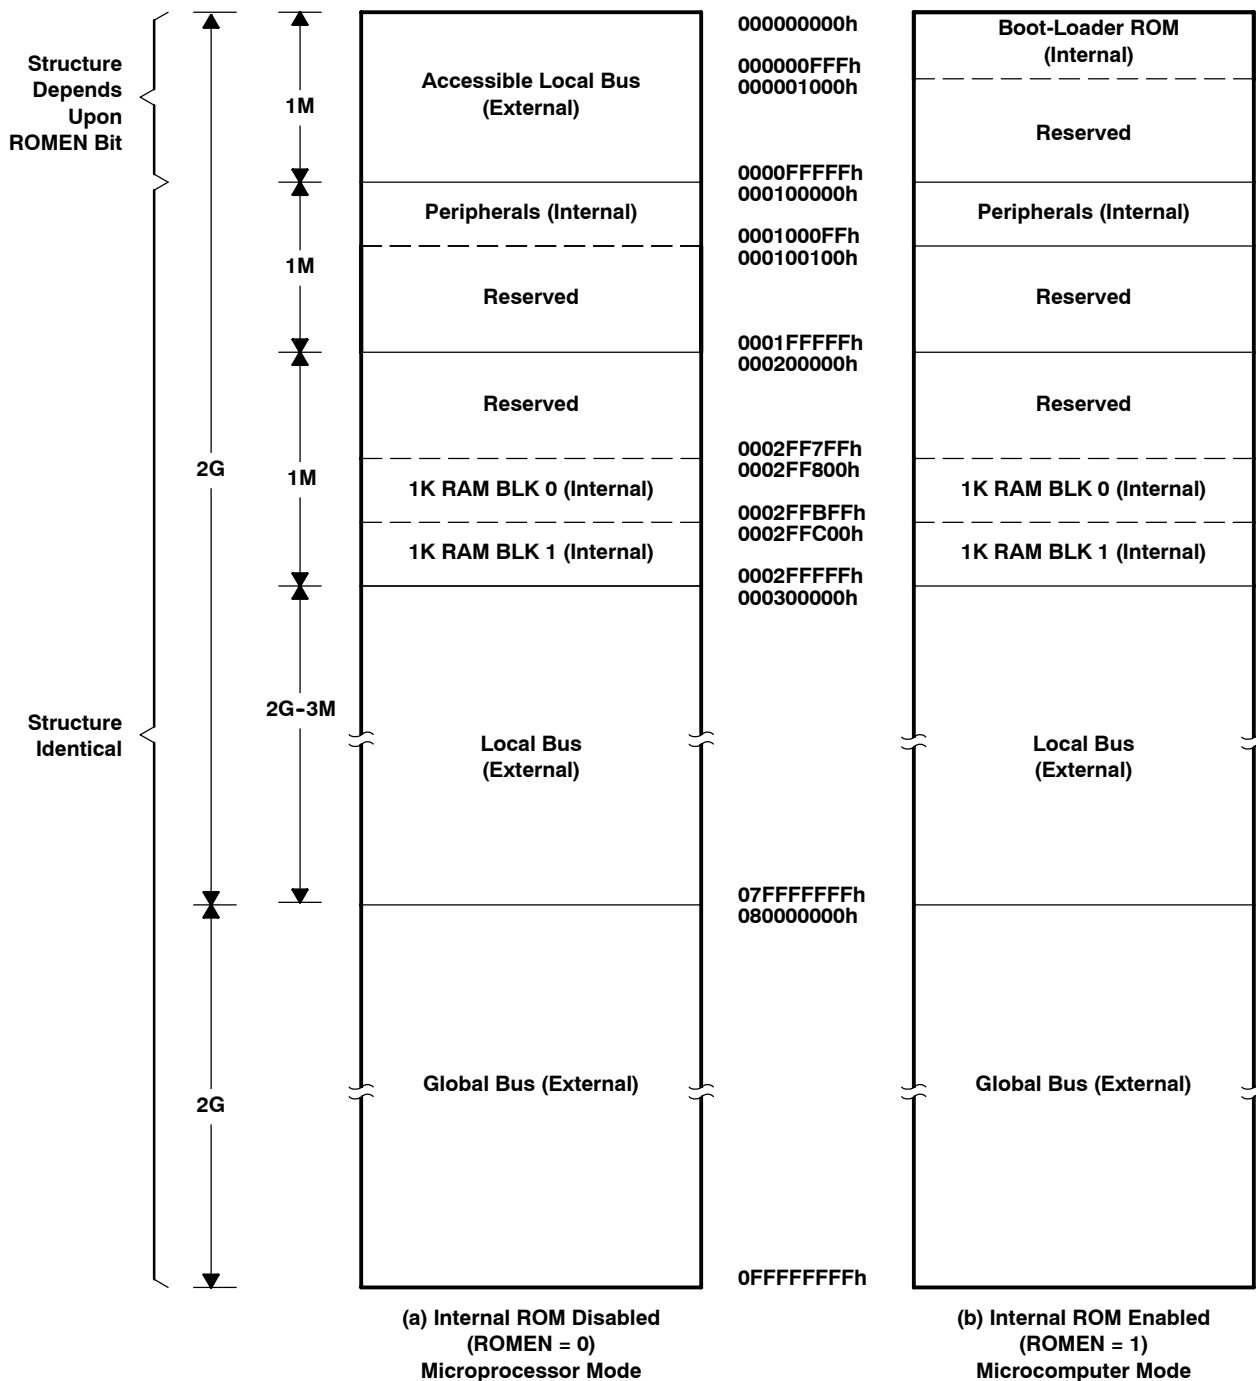 Structure
Depends
Upon
ROMEN Bit
Structure
Identical
2G
2G
1M
1M
1M
2G-3M
Accessible Local Bus
(External)
Peripherals (Internal)
Reserved
Reserved
1K RAM BLK 0 (Internal)
1K RAM BLK 1 (Internal)
Local Bus
(External)
Global Bus (External)
(a) Internal ROM Disabled
(ROMEN = 0)
Microprocessor Mode
000000000h
000000FFFh
000001000h
0000FFFFFh
000100000h
0001000FFh
000100100h
0001FFFFFh
000200000h
0002FF7FFh
0002FF800h
0002FFBFFh
0002FFC00h
0002FFFFFh
000300000h
07FFFFFFFh
080000000h
0FFFFFFFFh
Boot-Loader ROM
(Internal)
Reserved
Peripherals (Internal)
Reserved
Reserved
1K RAM BLK 0 (Internal)
1K RAM BLK 1 (Internal)
Local Bus
(External)
Global Bus (External)
(b) Internal ROM Enabled
(ROMEN = 1)
Microcomputer Mode